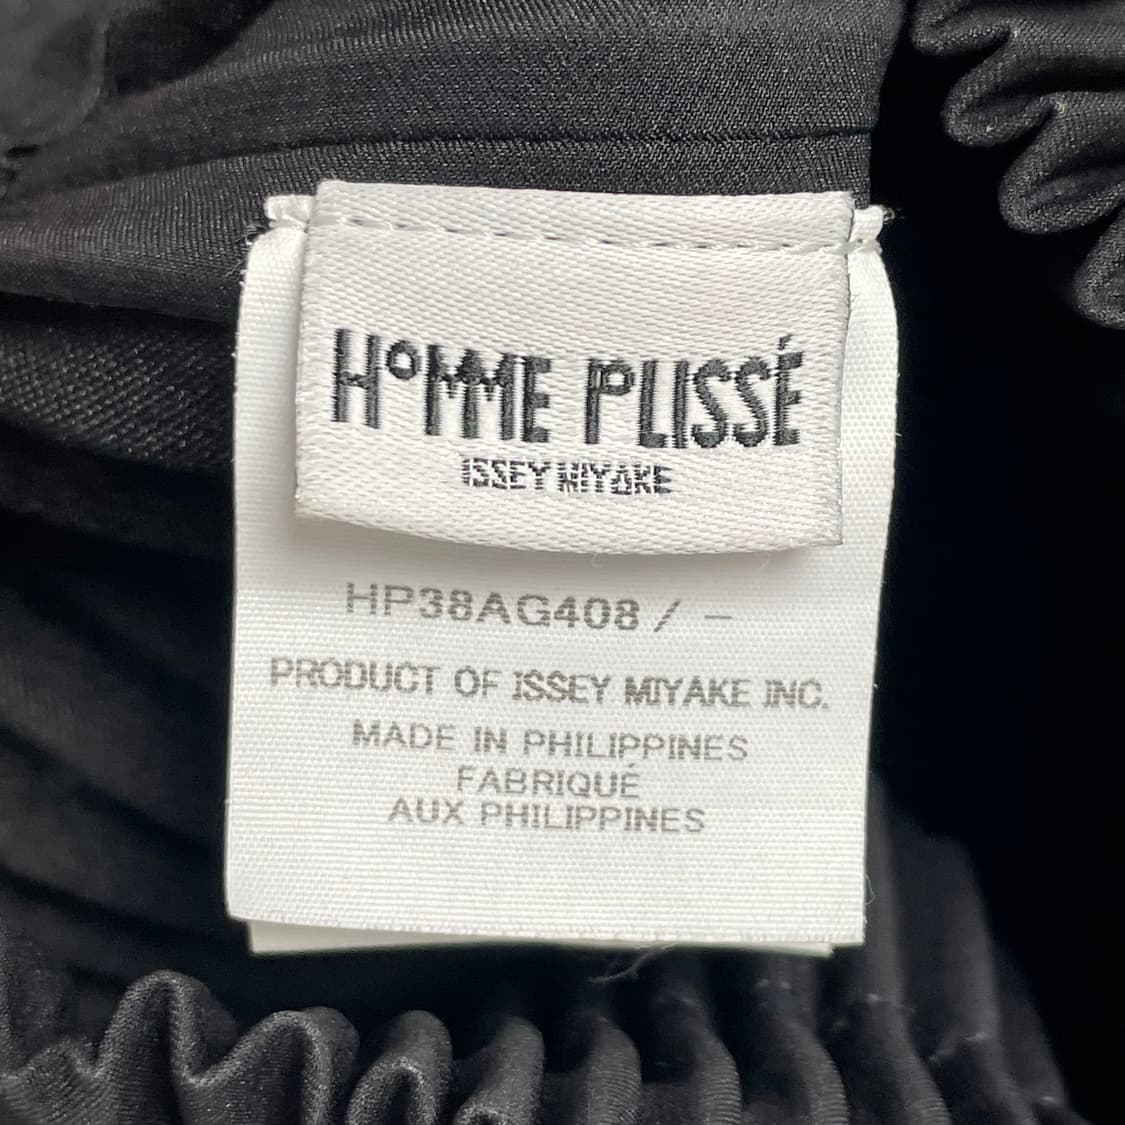 HOMME PLISSÉ
ISSEY MIYAKE
HP38AG408 / -
PRODUCT OF ISSEY MIYAKE INC.
MADE IN PHILIPPINES
FABRIQUÉ
AUX PHILIPPINES